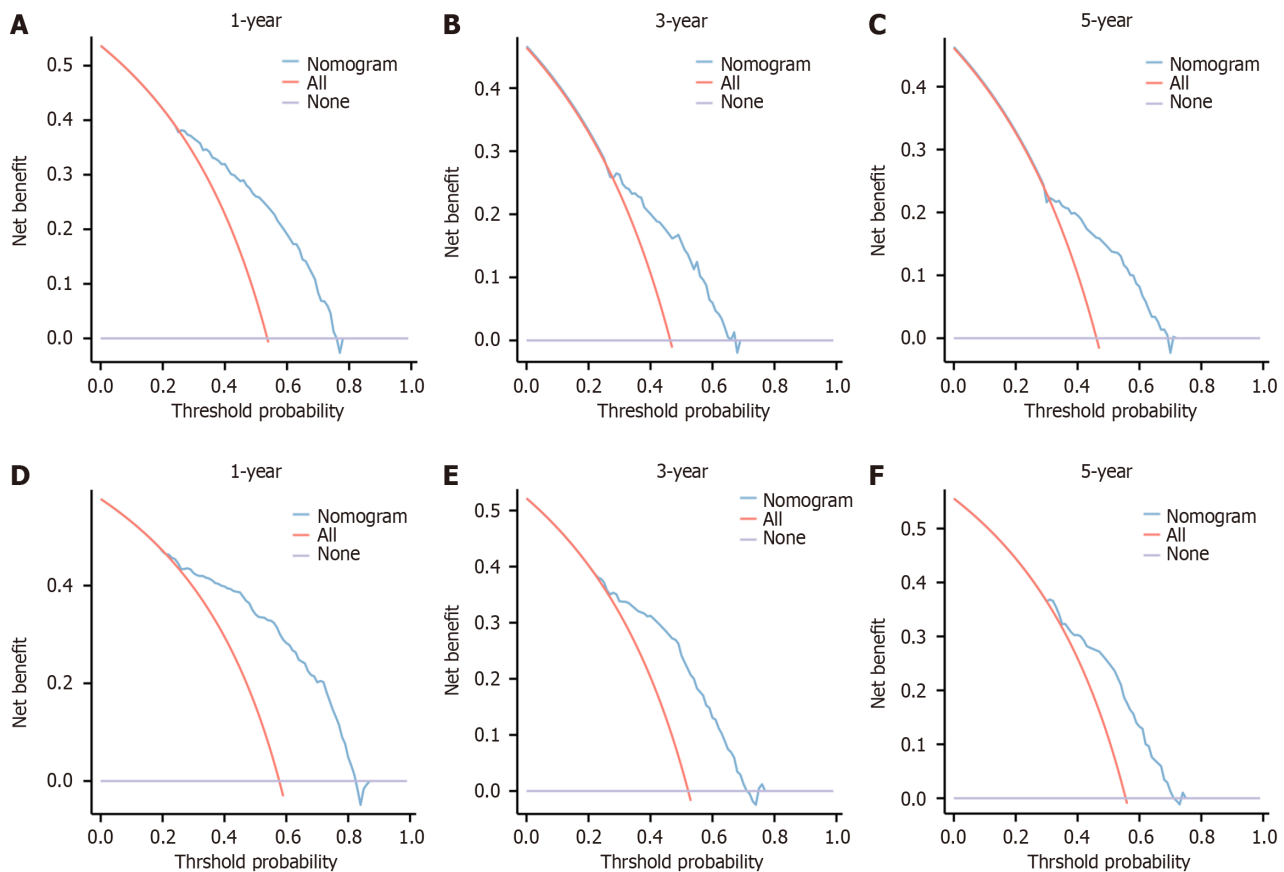 A
1-year
Nomogram
All
None
0.5
0.4
0.3
0.2
0.1
0.0
Net benefit
0.0 0.2 0.4 0.6 0.8 1.0
Threshold probability
B
3-year
Nomogram
All
None
0.4
0.3
0.2
0.1
0.0
Net benefit
0.0 0.2 0.4 0.6 0.8 1.0
Threshold probability
C
5-year
Nomogram
All
None
0.4
0.3
0.2
0.1
0.0
Net benefit
0.0 0.2 0.4 0.6 0.8 1.0
Threshold probability
D
1-year
Nomogram
All
None
0.4
0.2
0.0
Net benefit
0.0 0.2 0.4 0.6 0.8 1.0
Thrshold probability
E
3-year
Nomogram
All
None
0.5
0.4
0.3
0.2
0.1
0.0
Net benefit
0.0 0.2 0.4 0.6 0.8 1.0
Thrshold probability
F
5-year
Nomogram
All
None
0.5
0.4
0.3
0.2
0.1
0.0
Net benefit
0.0 0.2 0.4 0.6 0.8 1.0
Thrshold probability